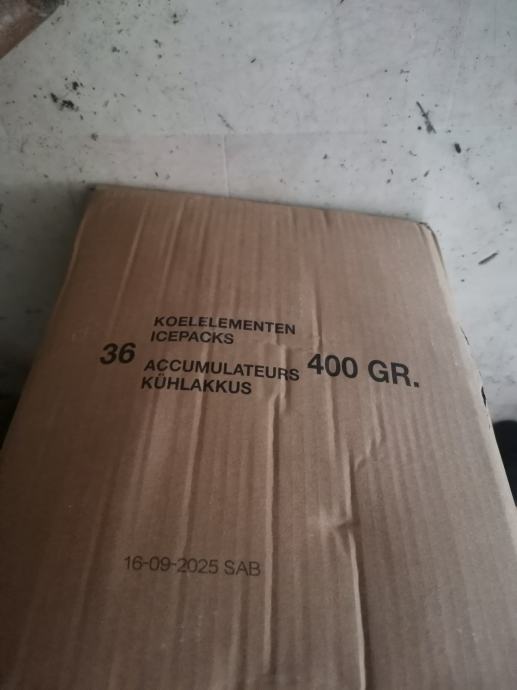 KOELELEMENTEN
ICEPACKS
36
ACCUMULATEURS
KÜHLAKKUS
400 GR.
16-09-2025 SAB